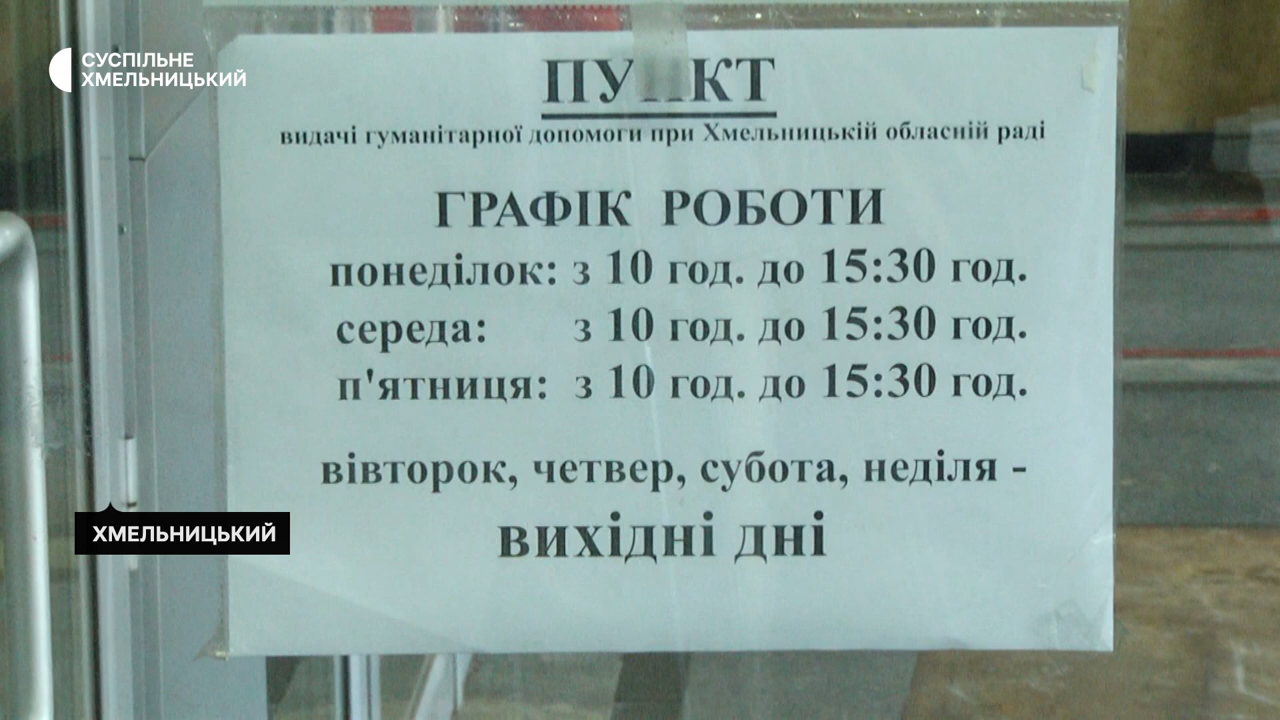 СУСПІЛЬНЕ
ХМЕЛЬНИЦЬКИЙ
видачі гуманітарної допомоги при Хмельницькій обласній раді
ГРАФІК РОБОТИ
понеділок: з 10 год. до 15:30 год.
середа: з 10 год. до 15:30 год.
п'ятниця: з 10 год. до 15:30 год.
вівторок, четвер, субота, неділя -
вихідні дні
ХМЕЛЬНИЦЬКИЙ